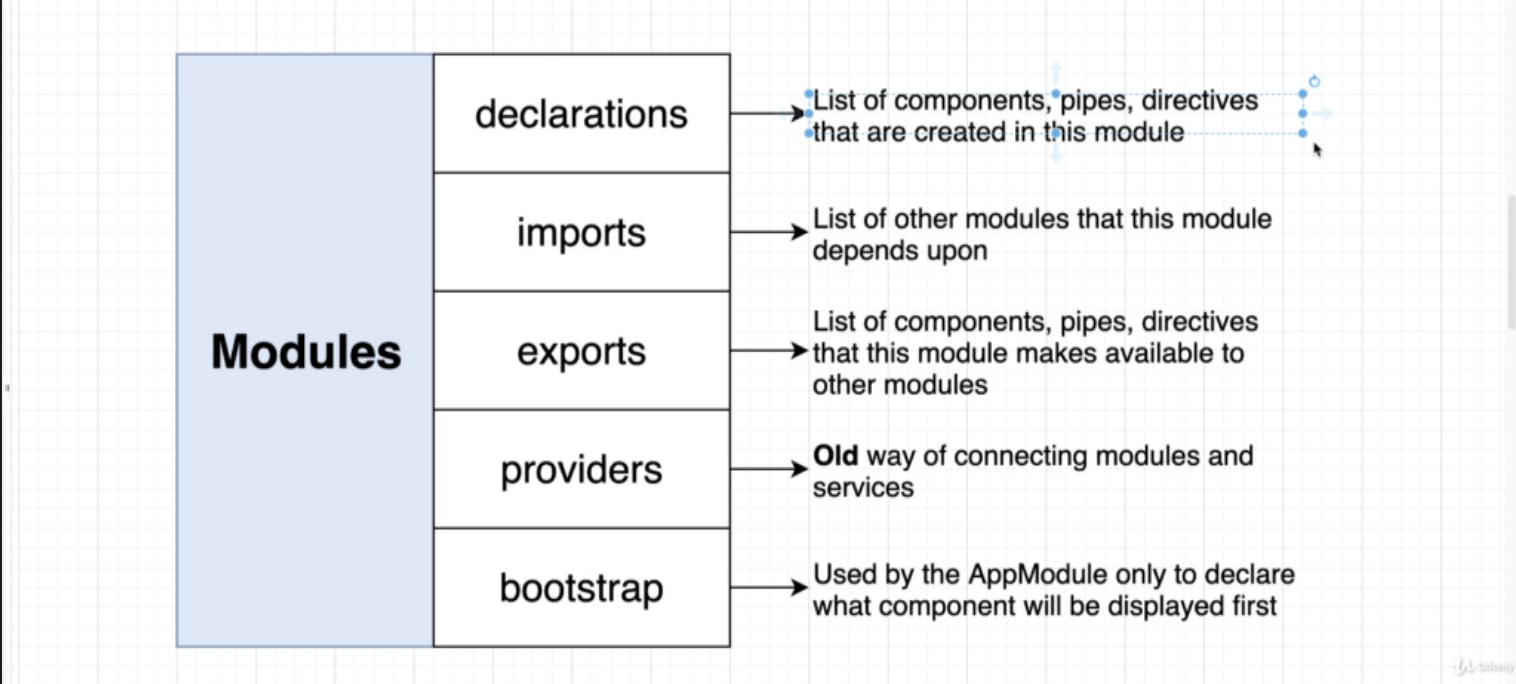 Modules
declarations
List of components, pipes, directives
that are created in this module
imports
List of other modules that this module
depends upon
exports
List of components, pipes, directives
that this module makes available to
other modules
providers
Old way of connecting modules and
services
bootstrap
Used by the AppModule only to declare
what component will be displayed first
Udemy